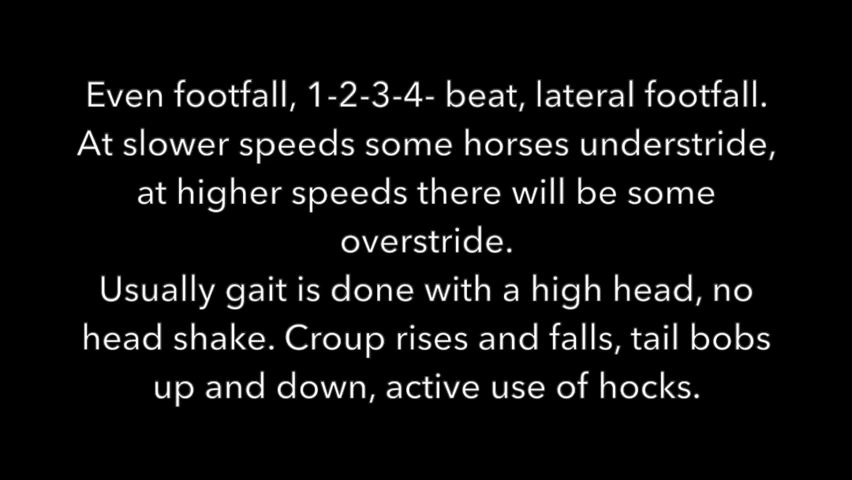 Even footfall, 1-2-3-4- beat, lateral footfall.
At slower speeds some horses understride,
at higher speeds there will be some
overstride.
Usually gait is done with a high head, no
head shake. Croup rises and falls, tail bobs
up and down, active use of hocks.